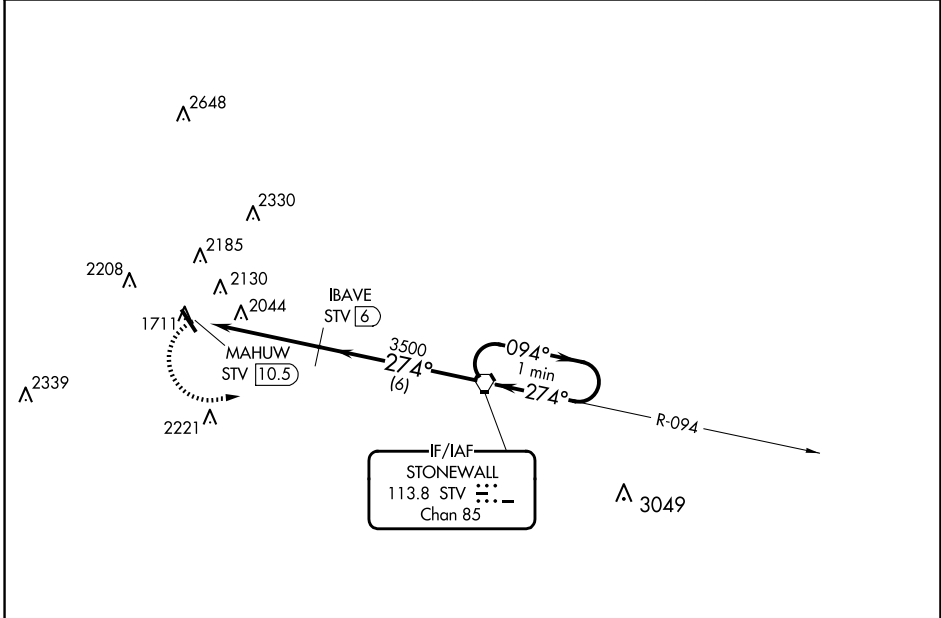 2648
2330
2185
2208
2130
2044
1711
IBAVE
STV 6
MAHUW
STV 10.5
3500
274°
(6)
094°
1 min
274°
R-094
2339
2221
IF/IAF
STONEWALL
113.8 STV
Chan 85
3049